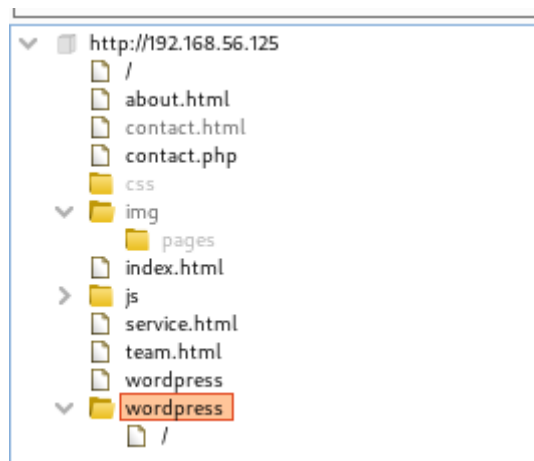 http://192.168.56.125
/
about.html
contact.html
contact.php
css
img
pages
index.html
js
service.html
team.html
wordpress
wordpress
/